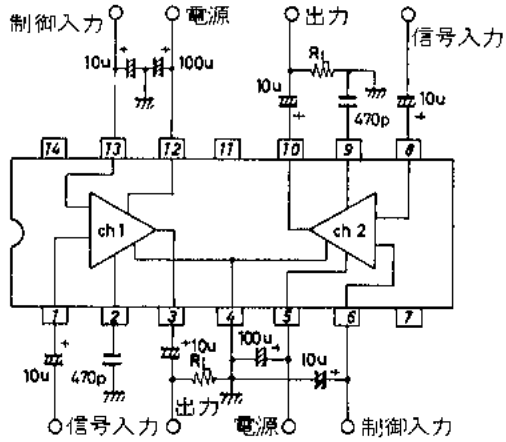 制御入力 電源 出力 信号入力
10u + + 100u RL
10u + 470p 10u +
14 13 12 11 10 9 8
ch 1 ch 2
1 2 3 4 5 6 7
+ + 10u 100u + 10u +
10u 470p RL
信号入力 出力 電源 制御入力